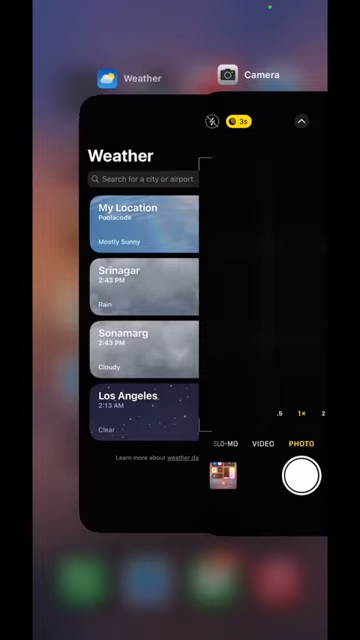 Weather
Camera
3s
Weather
Search for a city or airport
My Location
Poolacode
Mostly Sunny
Srinagar
2:43 PM
Rain
Sonamarg
2:43 PM
Cloudy
Los Angeles
2:13 AM
Clear
Learn more about weather da
.5
1×
2
SLO-MO
VIDEO
PHOTO